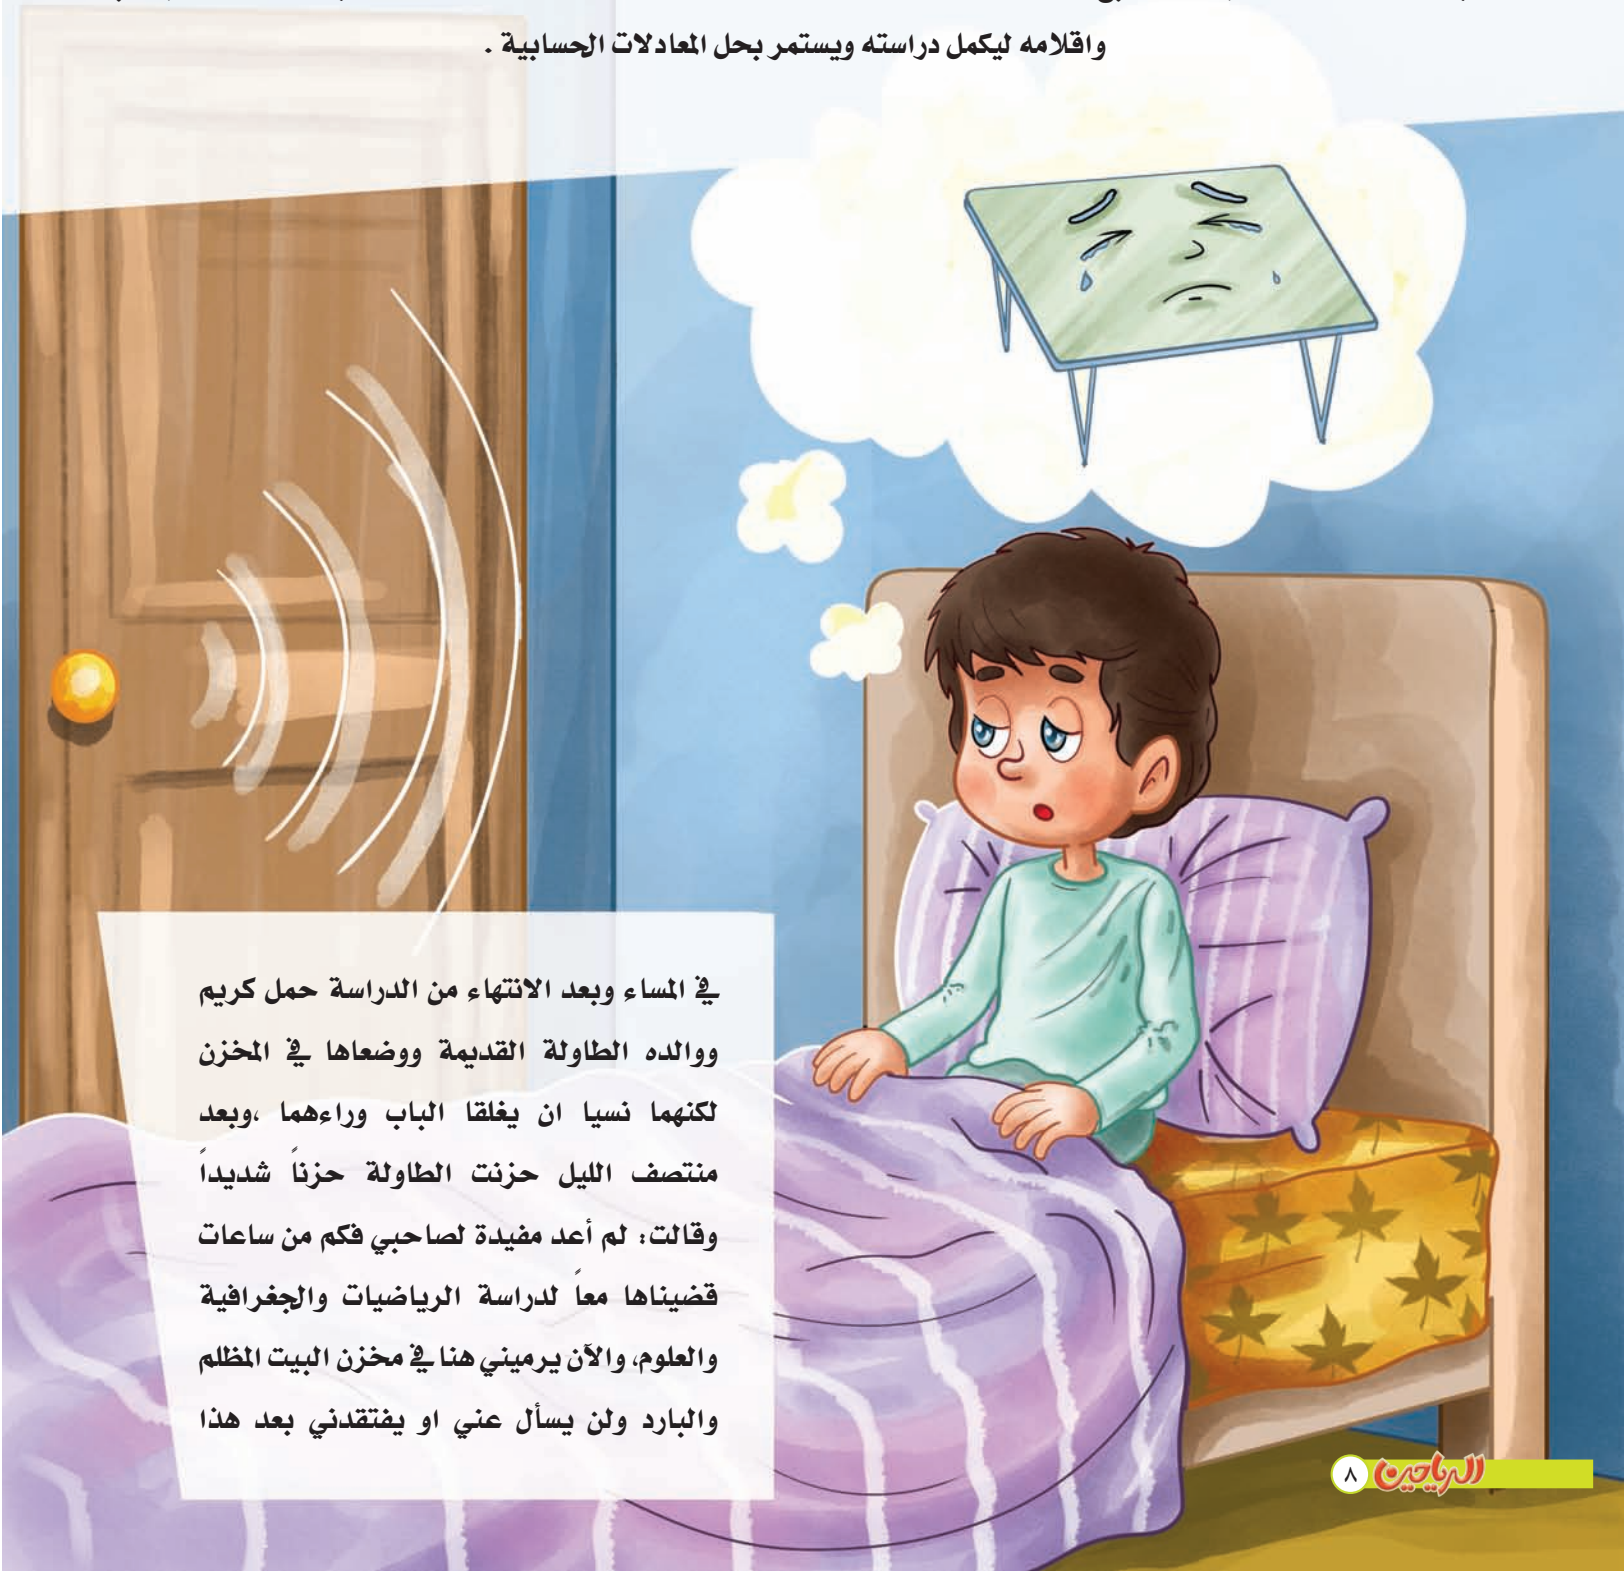 واقلامه ليكمل دراسته ويستمر بحل المعادلات الحسابية .
في المساء وبعد الانتهاء من الدراسة حمل كريم
ووالده الطاولة القديمة ووضعاها في المخزن
لكنهما نسيا ان يغلقا الباب وراءهما ،وبعد
منتصف الليل حزنت الطاولة حزناً شديداً
وقالت: لم أعد مفيدة لصاحبي فكم من ساعات
قضيناها معاً لدراسة الرياضيات والجغرافية
والعلوم، والآن يرميني هنا في مخزن البيت المظلم
والبارد ولن يسأل عني او يفتقدني بعد هذا
الرياحين ٨